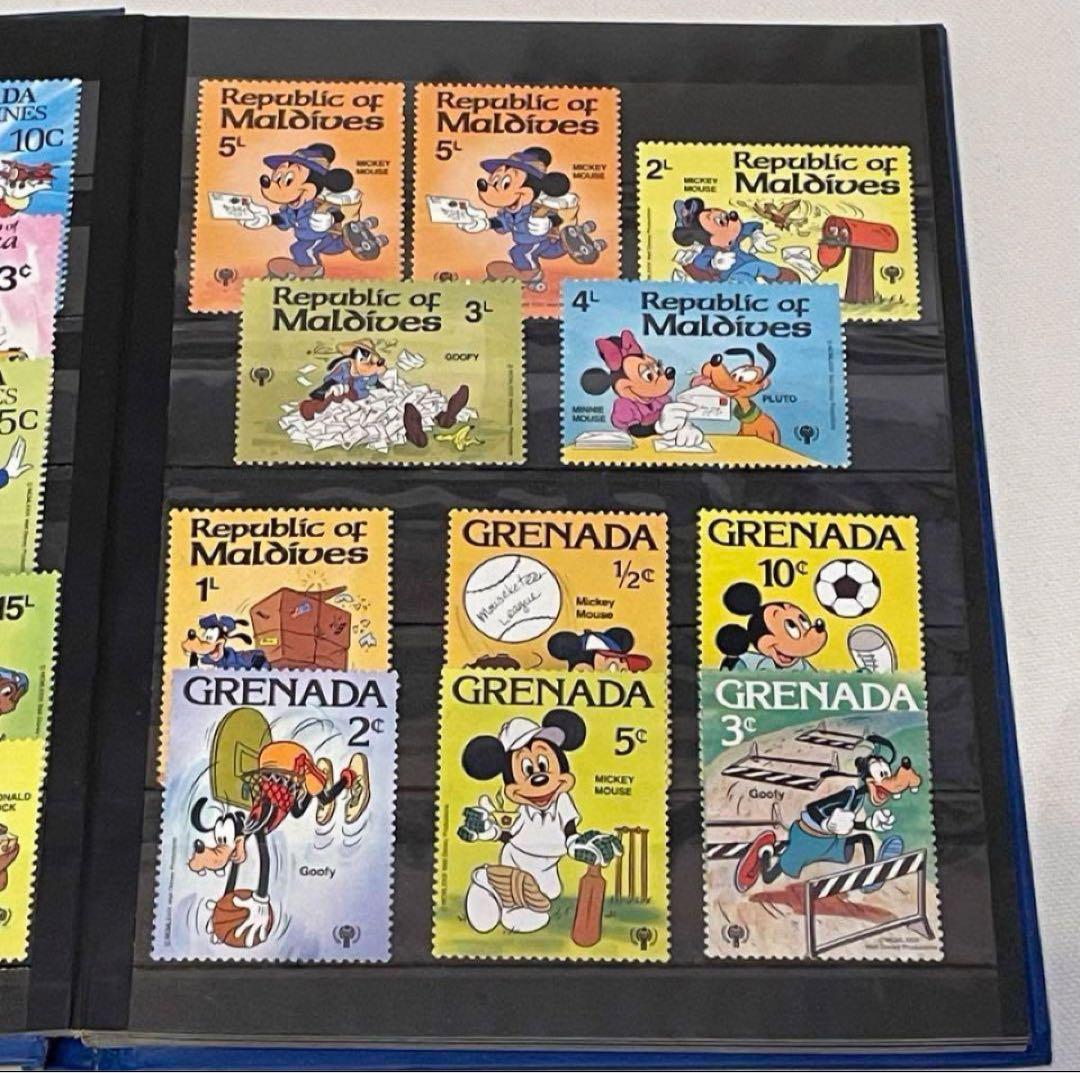 DA
NES
10C
of
a
3¢
A
ES
5C
15L
ONALD
CK
Republic of
Maldives
5L
MICKEY
MOUSE
Republic of
Maldives
5L
MICKEY
MOUSE
2L
Republic of
Maldives
MICKEY
MOUSE
Republic of
Maldives
3L
GOOFY
4L
Republic of
Maldives
MINNIE
MOUSE
PLUTO
Republic of
Maldives
1L
GRENADA
1/2¢
Mouseketeer
League
Mickey
Mouse
GRENADA
10¢
GRENADA
2¢
Goofy
GRENADA
5¢
MICKEY
MOUSE
GRENADA
3¢
Goofy